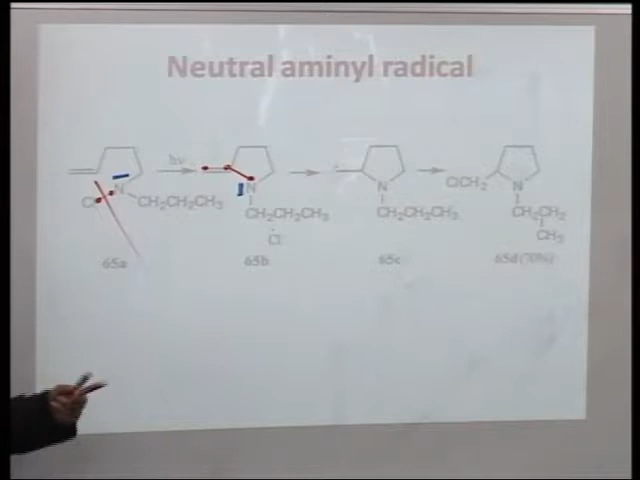 Neutral aminyl radical
hν
Cl N CH₂CH₂CH₃
N CH₂CH₂CH₃ Cl
N CH₂CH₂CH₃
ClCH₂ N CH₂CH₂ CH₃
65a 65b 65c 65d (70%)